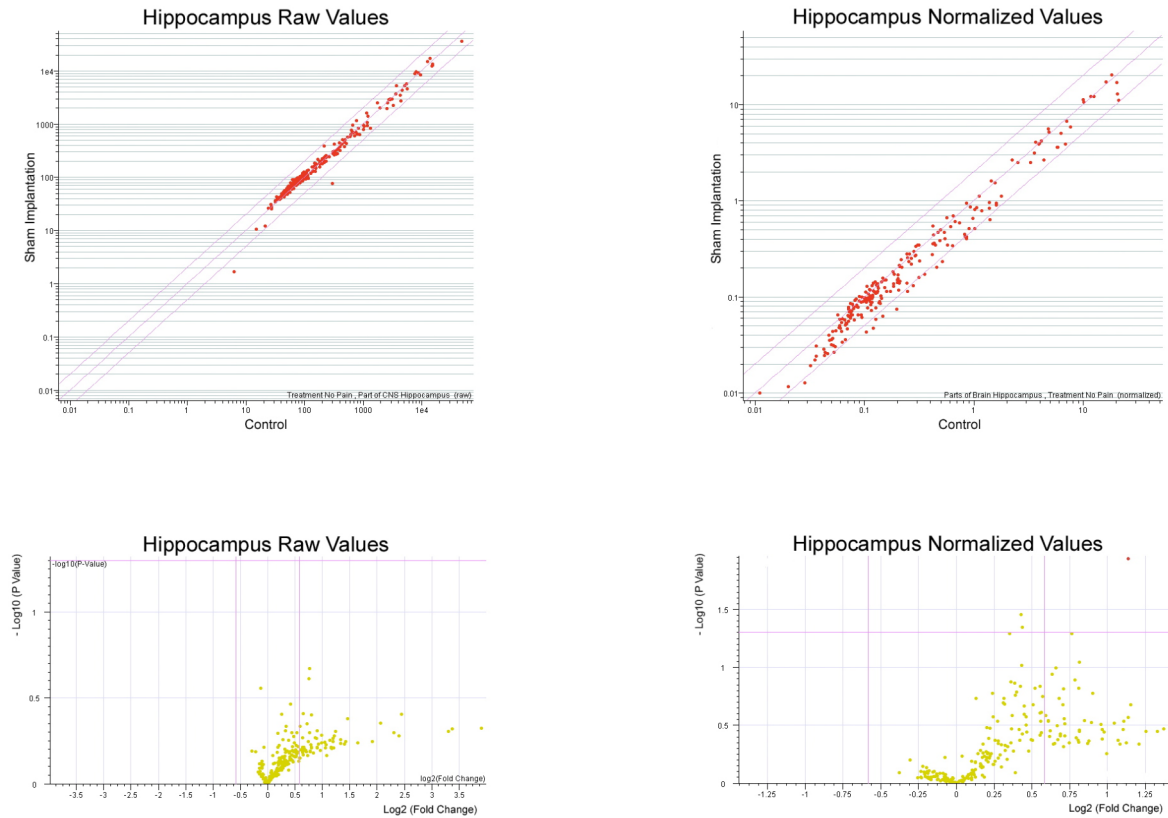 Hippocampus Raw Values
1e4
1000
100
10
1
0.1
0.01
Sham Implantation
Treatment No Pain , Part of CNS Hippocampus (raw)
0.01 0.1 1 10 100 1000 1e4
Control
Hippocampus Normalized Values
10
1
0.1
0.01
Sham Implantation
Parts of Brain Hippocampus , Treatment No Pain (normalized)
0.01 0.1 1 10
Control
Hippocampus Raw Values
- Log10 (P Value)
-log10(P-Value)
1
0.5
0
log2(Fold Change)
-3.5 -3 -2.5 -2 -1.5 -1 -0.5 0 0.5 1 1.5 2 2.5 3 3.5
Log2 (Fold Change)
Hippocampus Normalized Values
- Log10 (P Value)
1.5
1
0.5
0
-1.25 -1 -0.75 -0.5 -0.25 0 0.25 0.5 0.75 1 1.25
Log2 (Fold Change)